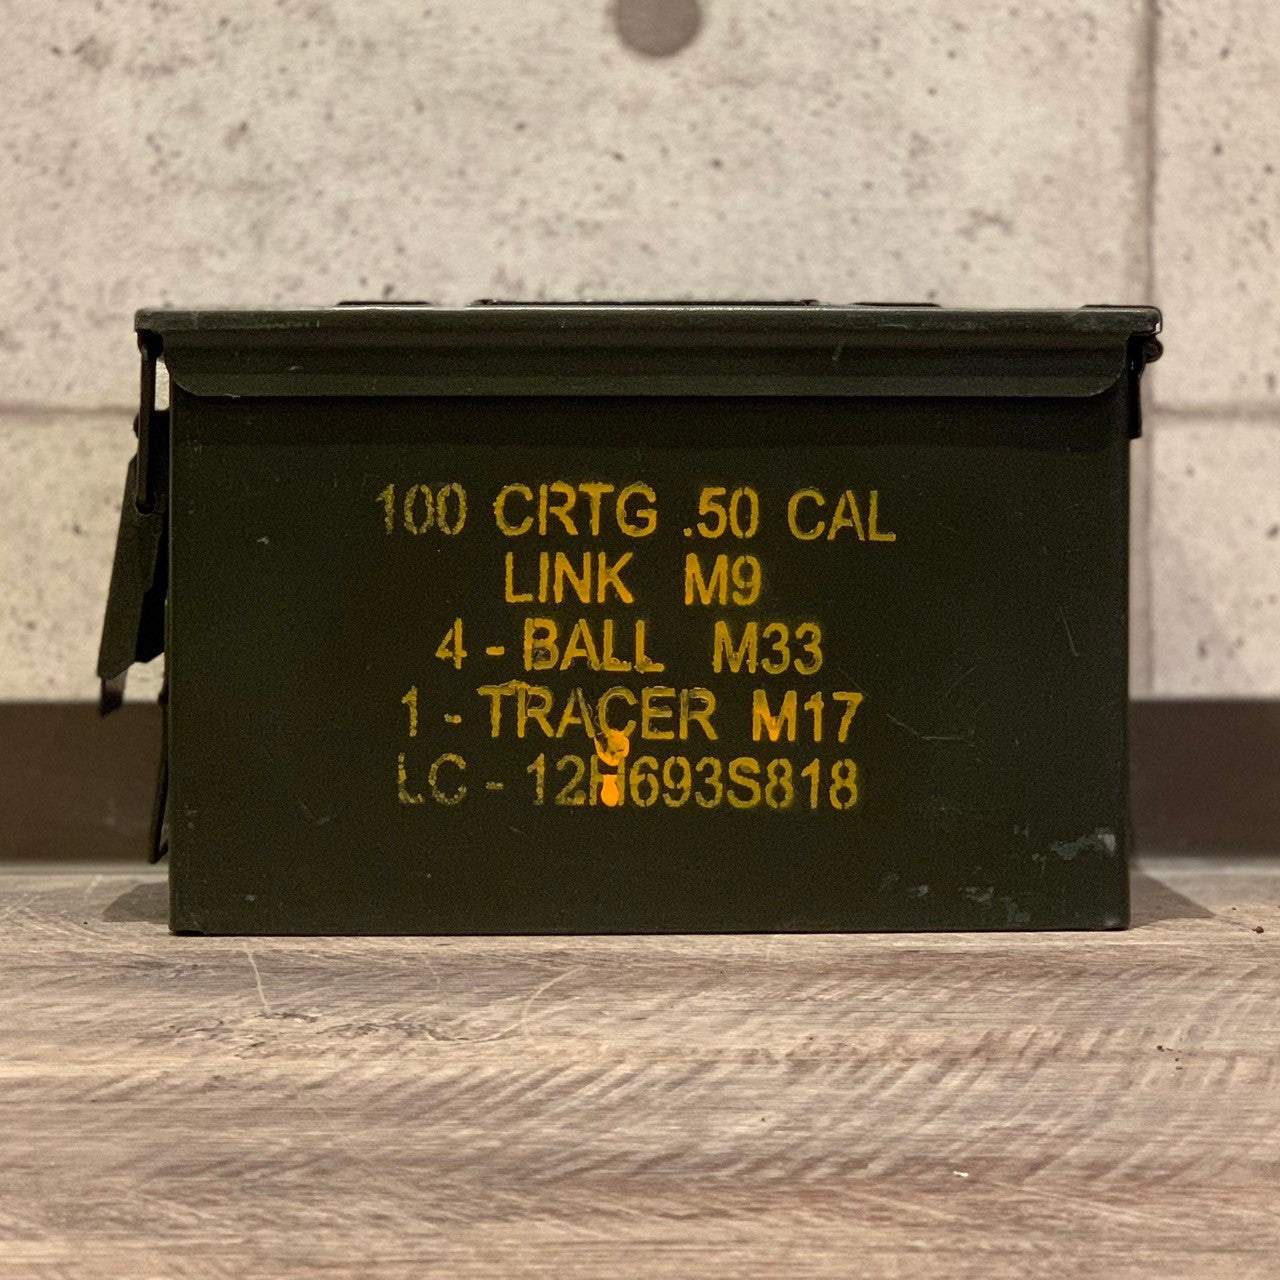 100 CRTG .50 CAL
LINK M9
4 - BALL M33
1 - TRACER M17
LC - 12H693S818